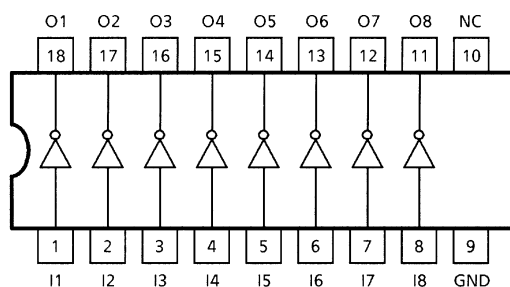 O1 O2 O3 O4 O5 O6 O7 O8 NC
18 17 16 15 14 13 12 11 10
1 2 3 4 5 6 7 8 9
I1 I2 I3 I4 I5 I6 I7 I8 GND